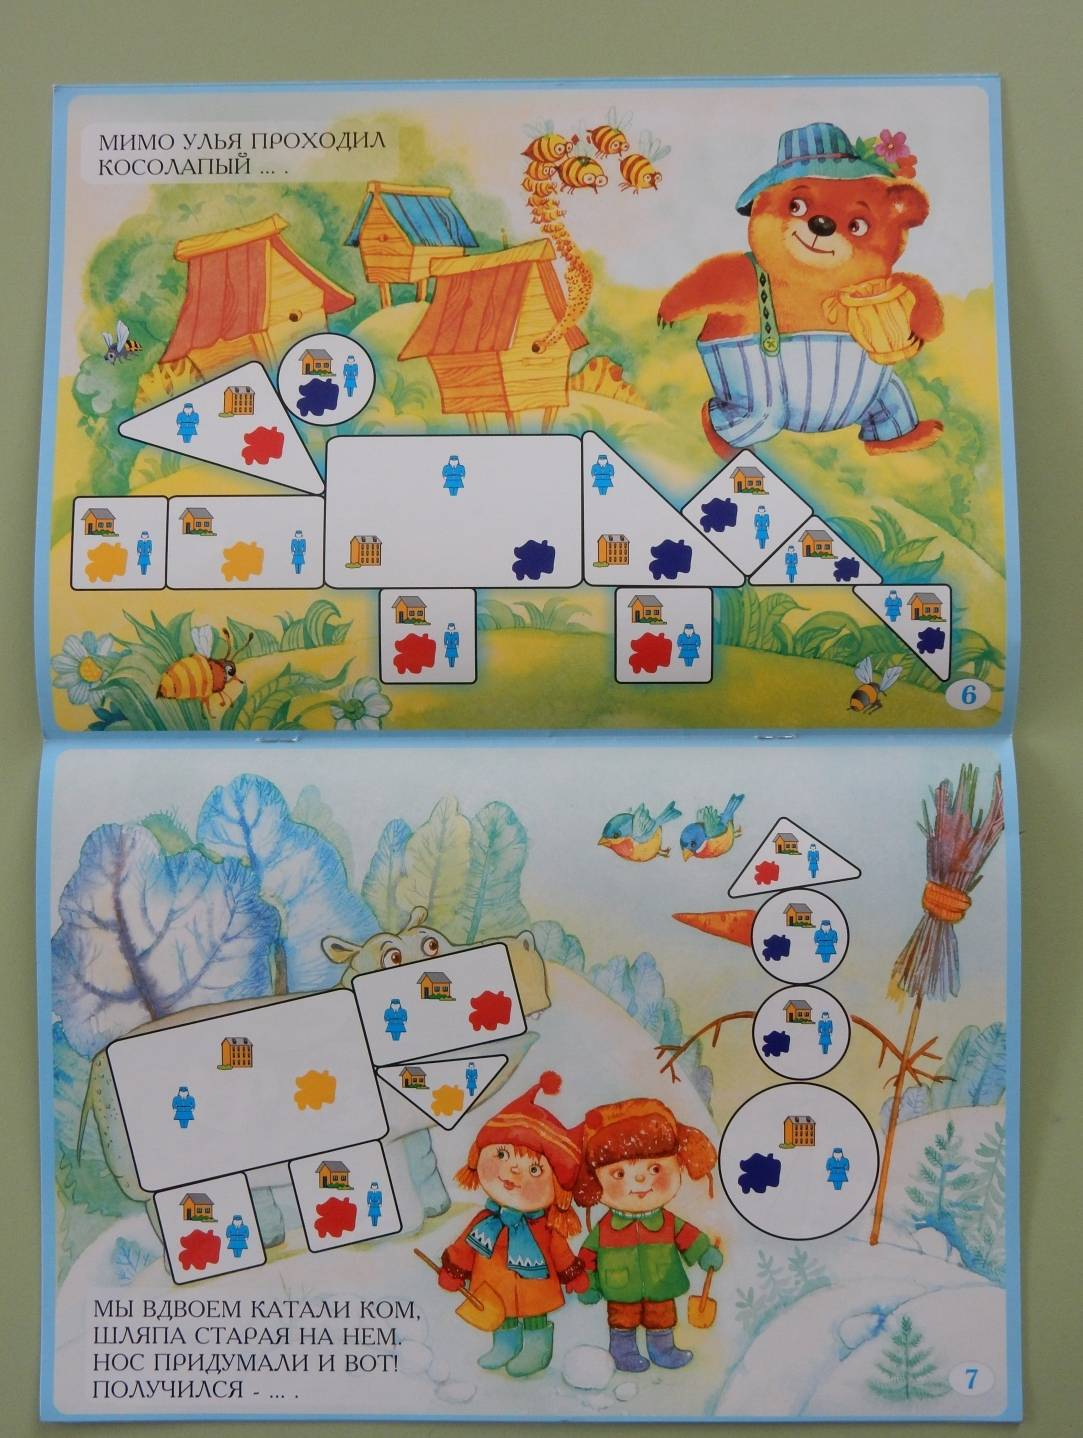 МИМО УЛЬЯ ПРОХОДИЛ
КОСОЛАПЫЙ ... .
6
МЫ ВДВОЕМ КАТАЛИ КОМ,
ШЛЯПА СТАРАЯ НА НЕМ.
НОС ПРИДУМАЛИ И ВОТ!
ПОЛУЧИЛСЯ - ... .
7